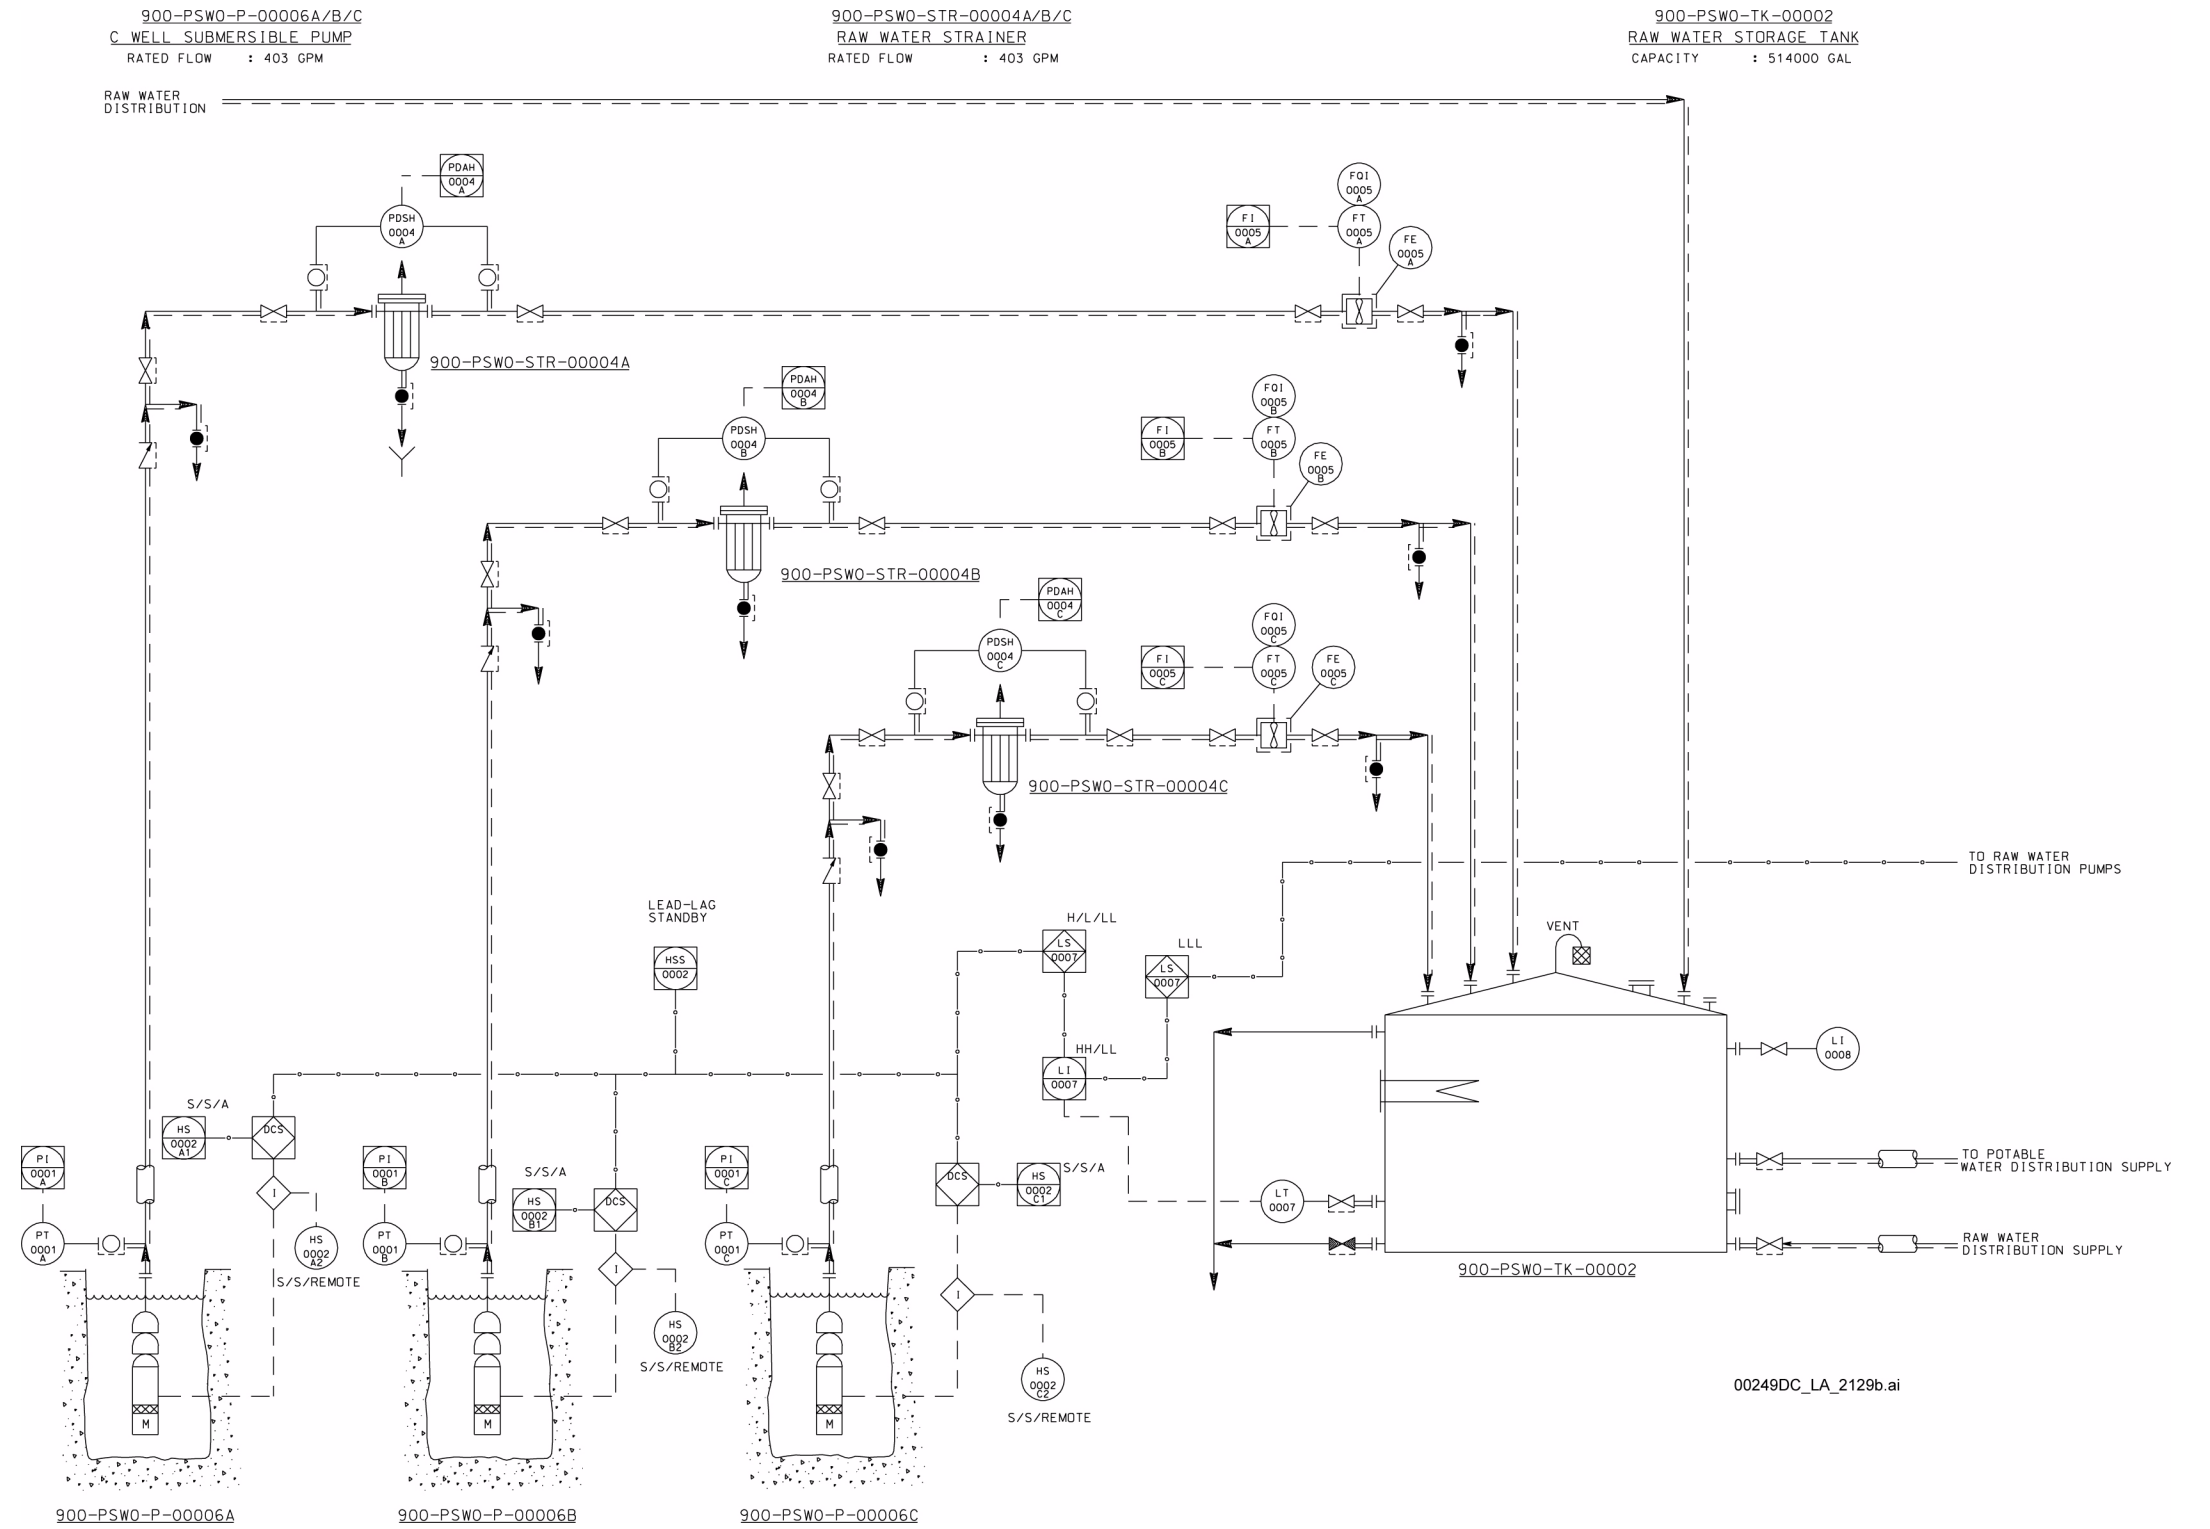 900-PSWO-P-00006A/B/C
C WELL SUBMERSIBLE PUMP
RATED FLOW : 403 GPM
900-PSWO-STR-00004A/B/C
RAW WATER STRAINER
RATED FLOW : 403 GPM
900-PSWO-TK-00002
RAW WATER STORAGE TANK
CAPACITY : 514000 GAL
RAW WATER
DISTRIBUTION
PDAH
0004
A
PDSH
0004
A
FQI
0005
A
FI
0005
A
FT
0005
A
FE
0005
A
900-PSWO-STR-00004A
PDAH
0004
B
PDSH
0004
B
FQI
0005
B
FI
0005
B
FT
0005
B
FE
0005
B
900-PSWO-STR-00004B
PDAH
0004
C
PDSH
0004
C
FQI
0005
C
FI
0005
C
FT
0005
C
FE
0005
C
900-PSWO-STR-00004C
TO RAW WATER
DISTRIBUTION PUMPS
LEAD-LAG
STANDBY
HSS
0002
H/L/LL
LS
0007
LLL
LS
0007
VENT
HH/LL
LI
0007
LI
0008
S/S/A
HS
0002
A1
DCS
PI
0001
A
I
PT
0001
A
HS
0002
A2
S/S/REMOTE
PI
0001
B
S/S/A
HS
0002
B1
DCS
PT
0001
B
I
HS
0002
B2
S/S/REMOTE
PI
0001
C
DCS
HS
0002
C1
S/S/A
PT
0001
C
I
HS
0002
C2
S/S/REMOTE
LT
0007
TO POTABLE
WATER DISTRIBUTION SUPPLY
RAW WATER
DISTRIBUTION SUPPLY
900-PSWO-TK-00002
M
M
M
00249DC_LA_2129b.ai
900-PSWO-P-00006A
900-PSWO-P-00006B
900-PSWO-P-00006C